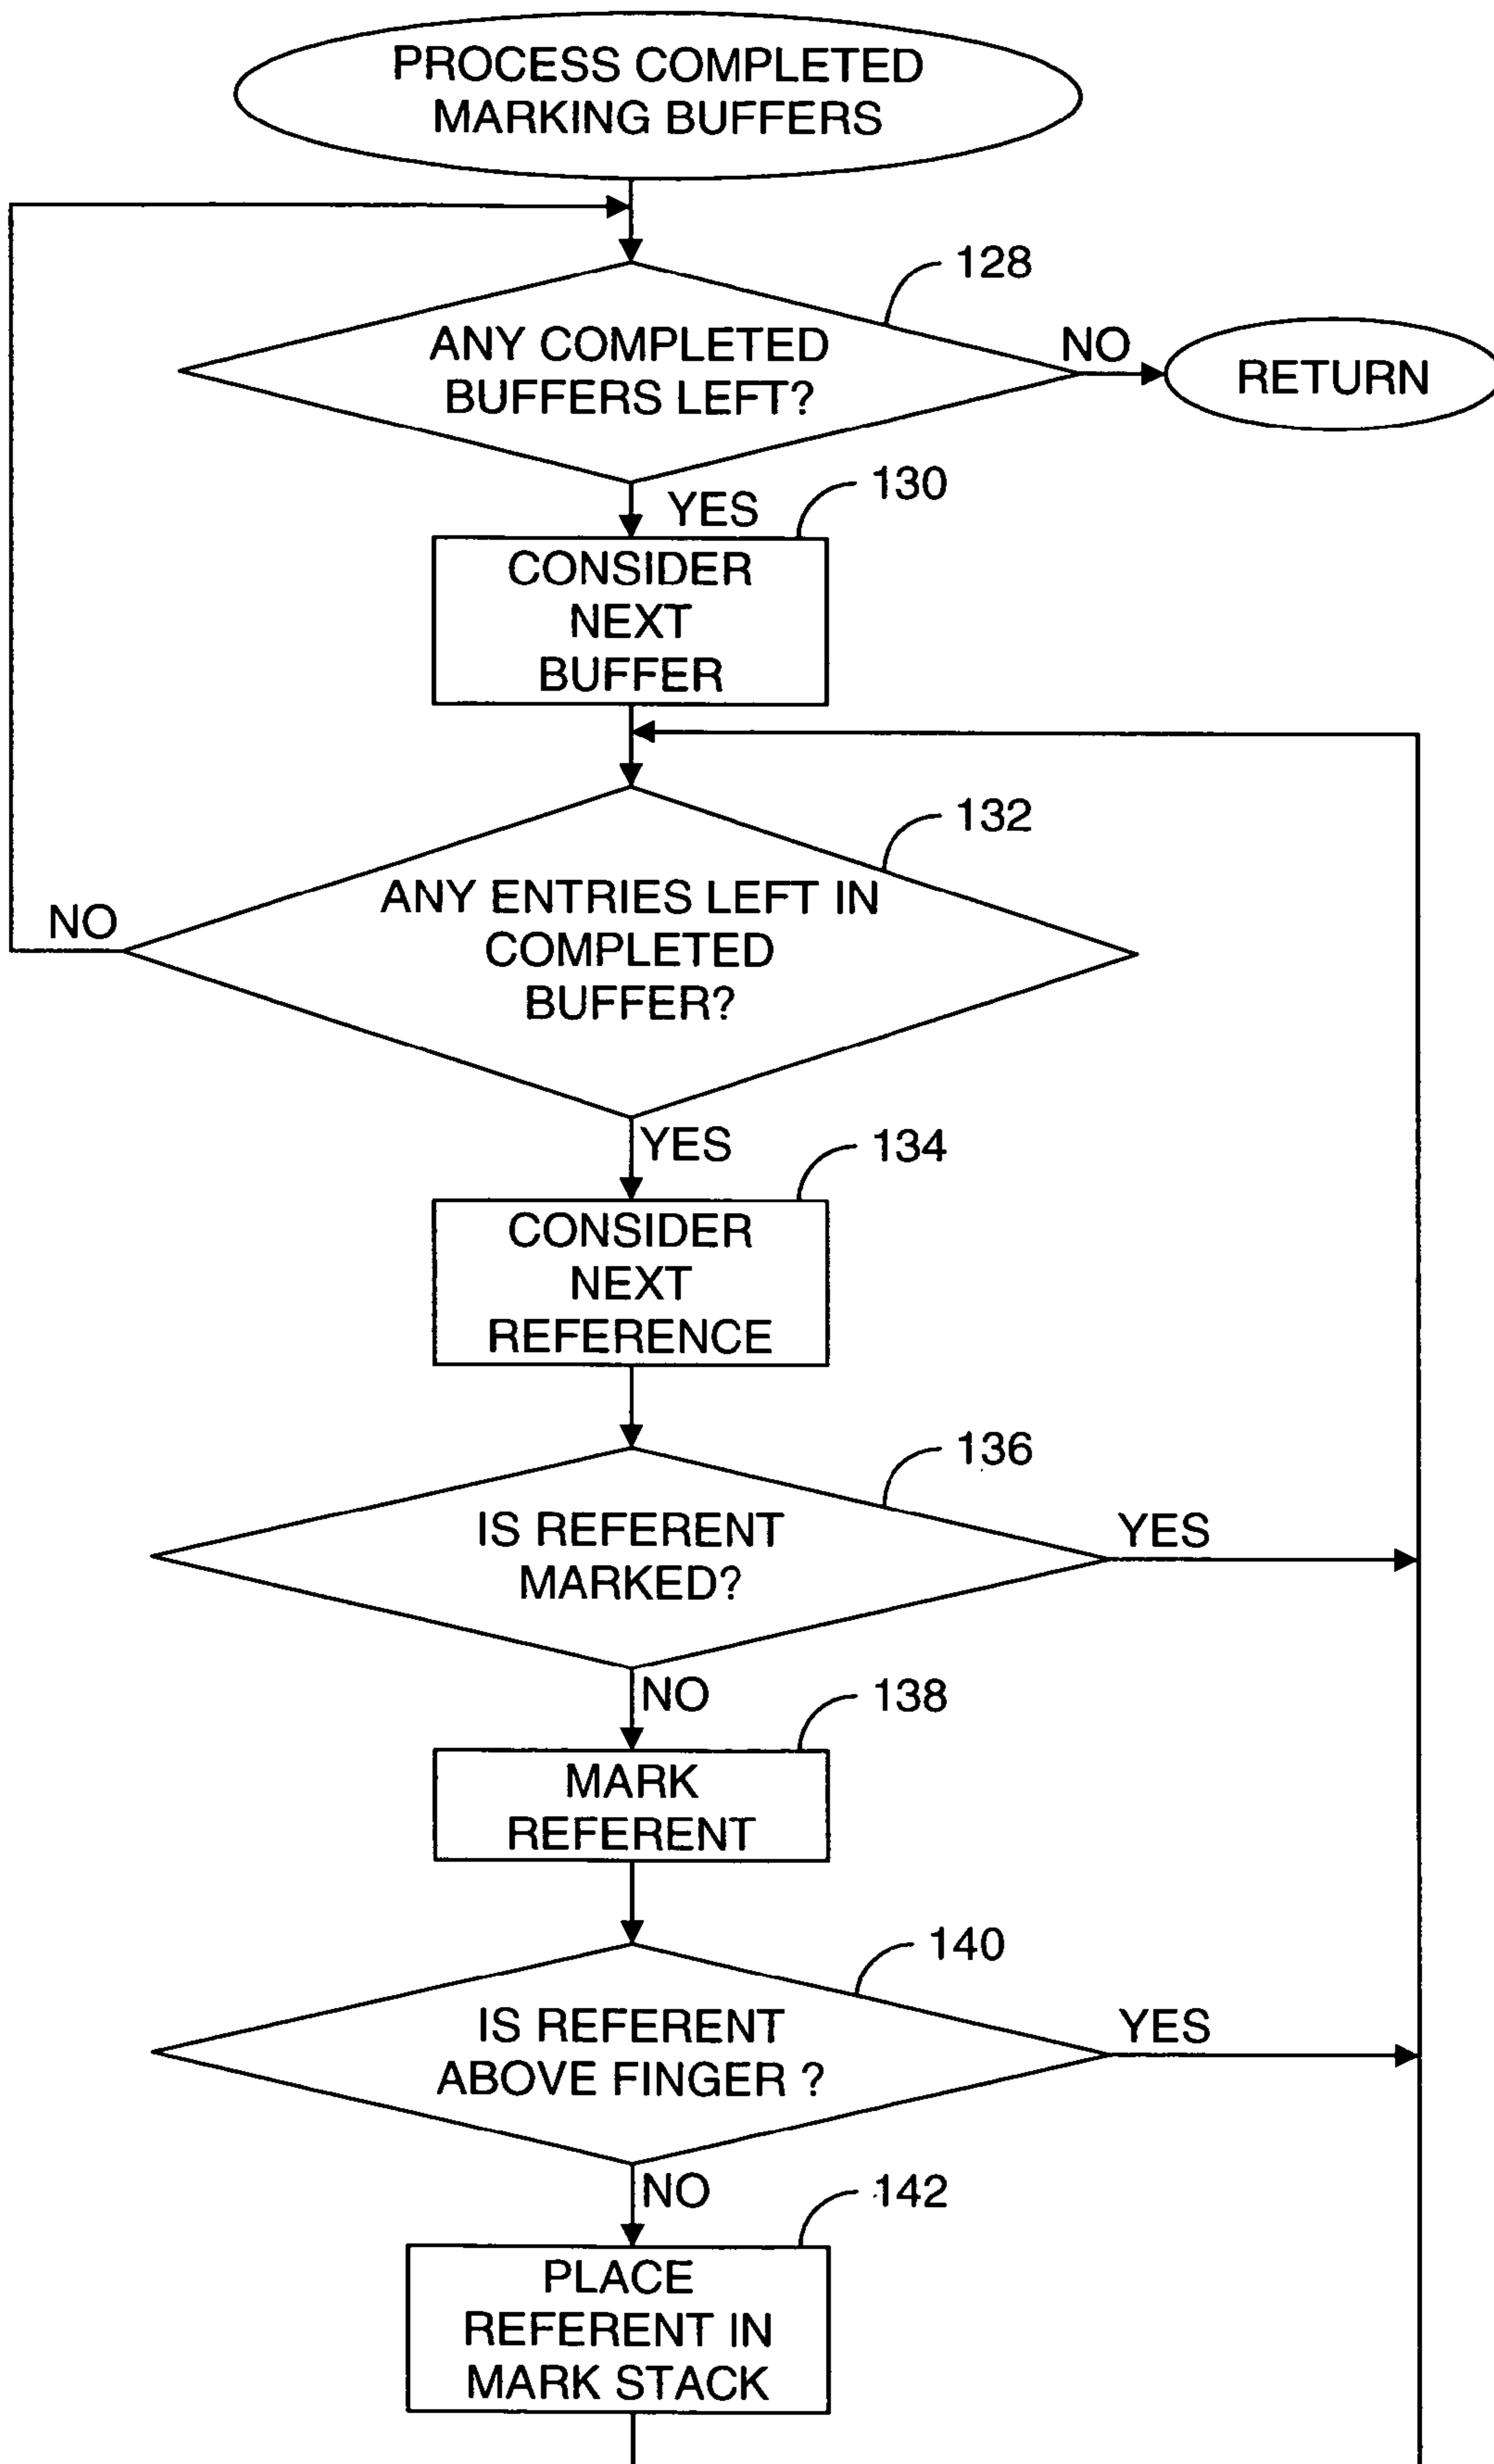 PROCESS COMPLETED
MARKING BUFFERS
128
ANY COMPLETED
BUFFERS LEFT?
NO
RETURN
130
YES
CONSIDER
NEXT
BUFFER
132
ANY ENTRIES LEFT IN
COMPLETED
BUFFER?
NO
YES
134
CONSIDER
NEXT
REFERENCE
136
IS REFERENT
MARKED?
YES
NO
138
MARK
REFERENT
140
IS REFERENT
ABOVE FINGER ?
YES
NO
142
PLACE
REFERENT IN
MARK STACK